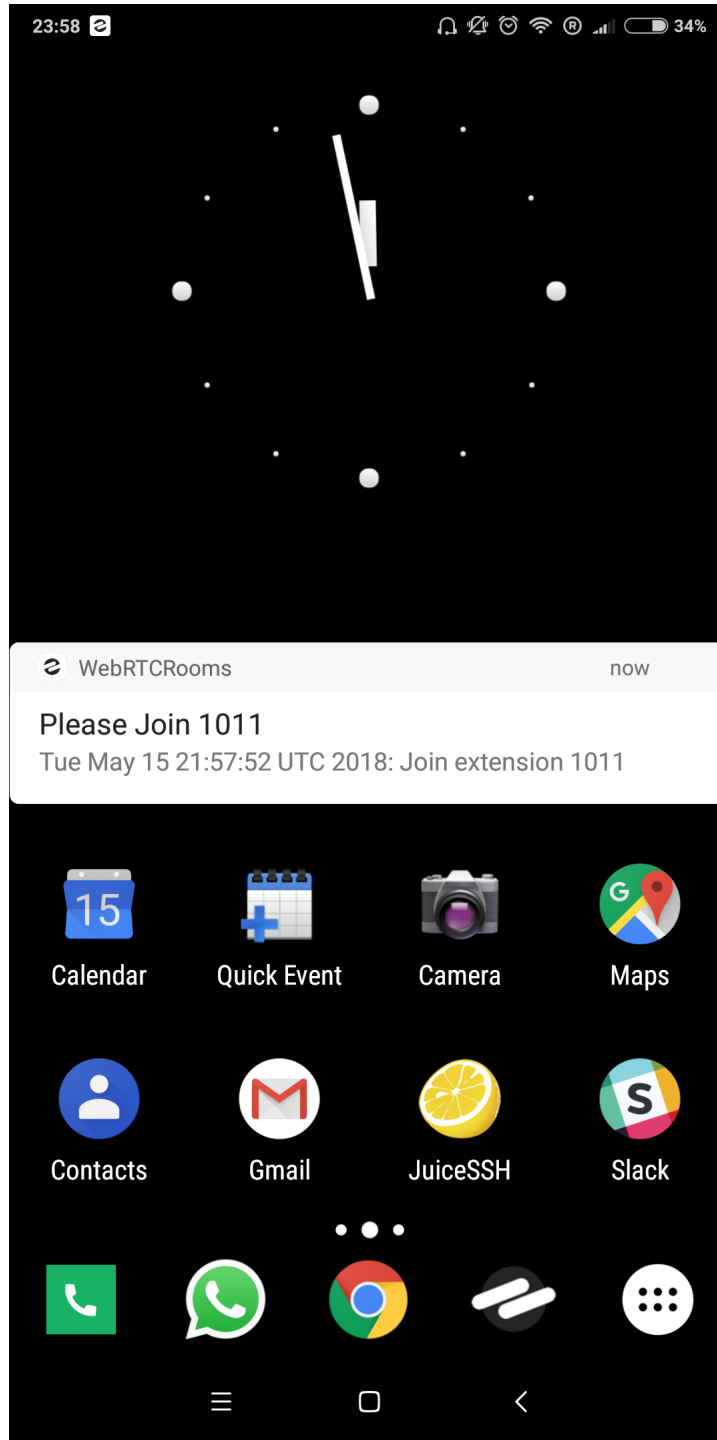 23:58
R
34%
WebRTCRooms
now
Please Join 1011
Tue May 15 21:57:52 UTC 2018: Join extension 1011
15
G
Calendar
Quick Event
Camera
Maps
S
Contacts
Gmail
JuiceSSH
Slack